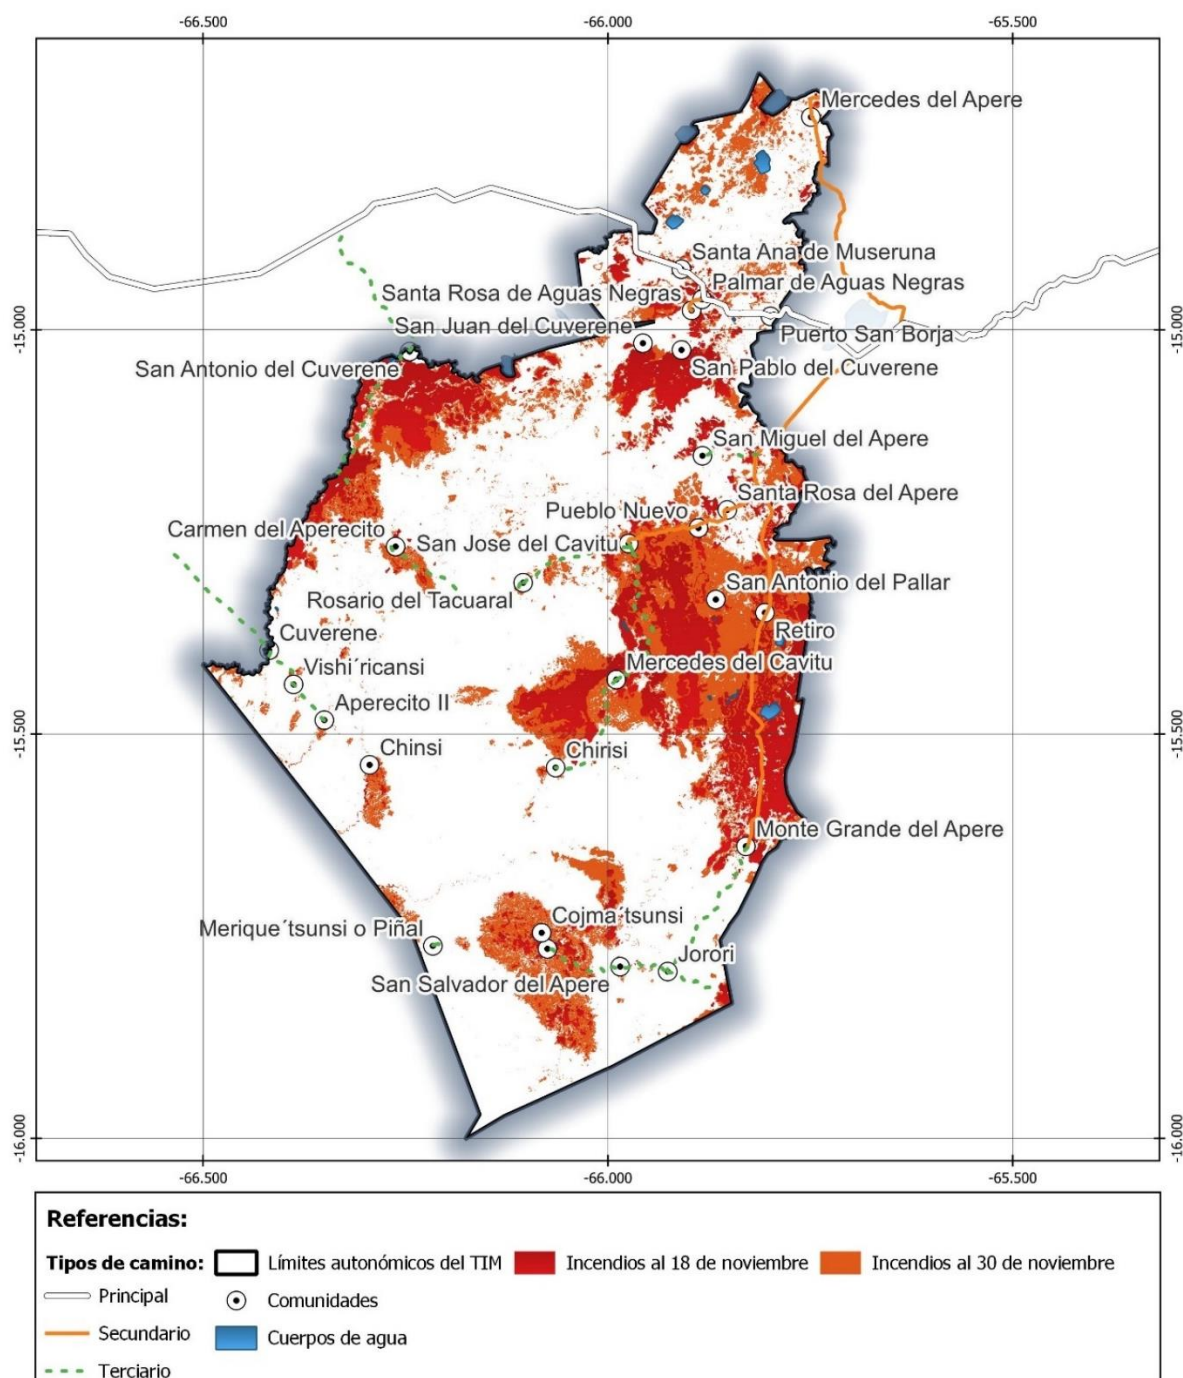 -66.500
-66.000
-65.500
Mercedes del Apere
Santa Ana de Museruna
Palmar de Aguas Negras
Santa Rosa de Aguas Negras
San Juan del Cuverene
-15.000
-15.000
Puerto San Borja
San Antonio del Cuverene
San Pablo del Cuverene
San Miguel del Apere
Santa Rosa del Apere
Pueblo Nuevo
Carmen del Aperecito
San Jose del Cavitu
San Antonio del Pallar
Rosario del Tacuaral
Retiro
Cuverene
Vishi´ricansi
Mercedes del Cavitu
Aperecito II
-15.500
-15.500
Chinsi
Chirisi
Monte Grande del Apere
Cojma´tsunsi
Merique´tsunsi o Piñal
Jorori
San Salvador del Apere
-16.000
-16.000
-66.500
-66.000
-65.500
Referencias:
Tipos de camino:
Límites autonómicos del TIM
Incendios al 18 de noviembre
Incendios al 30 de noviembre
Principal
Comunidades
Secundario
Cuerpos de agua
Terciario